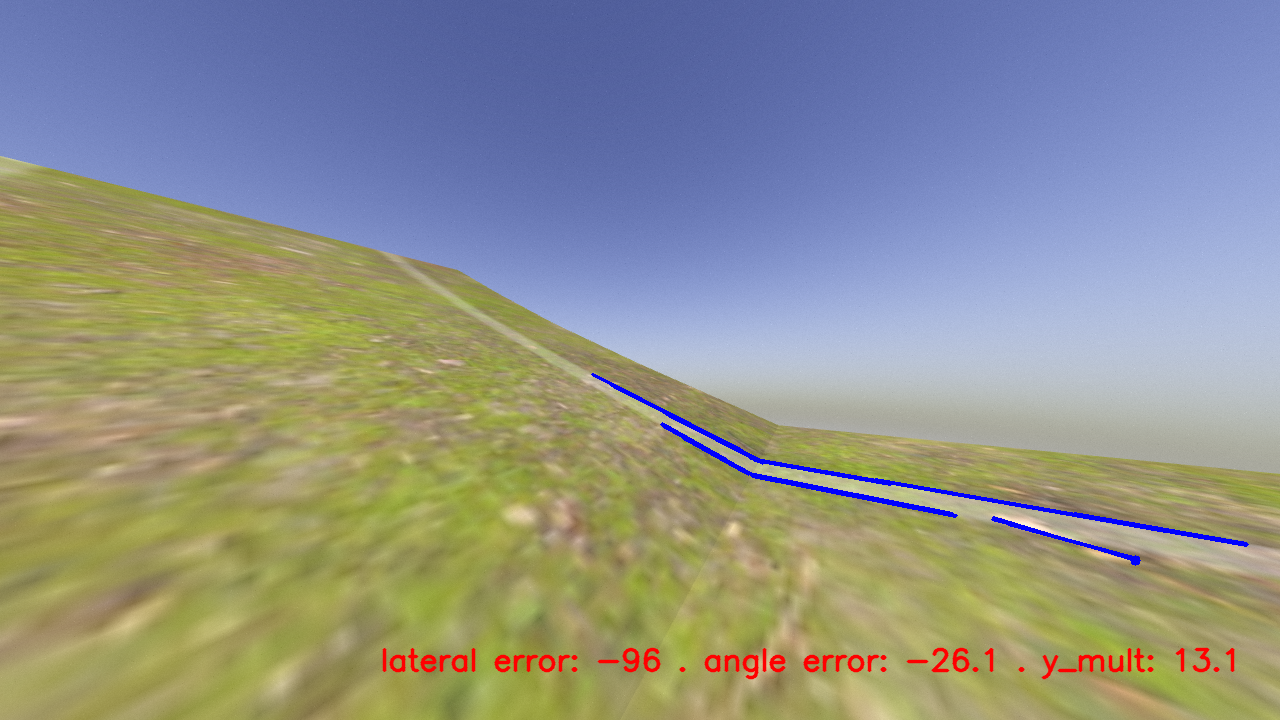 lateral error: -96 . angle error: -26.1 . y_mult: 13.1